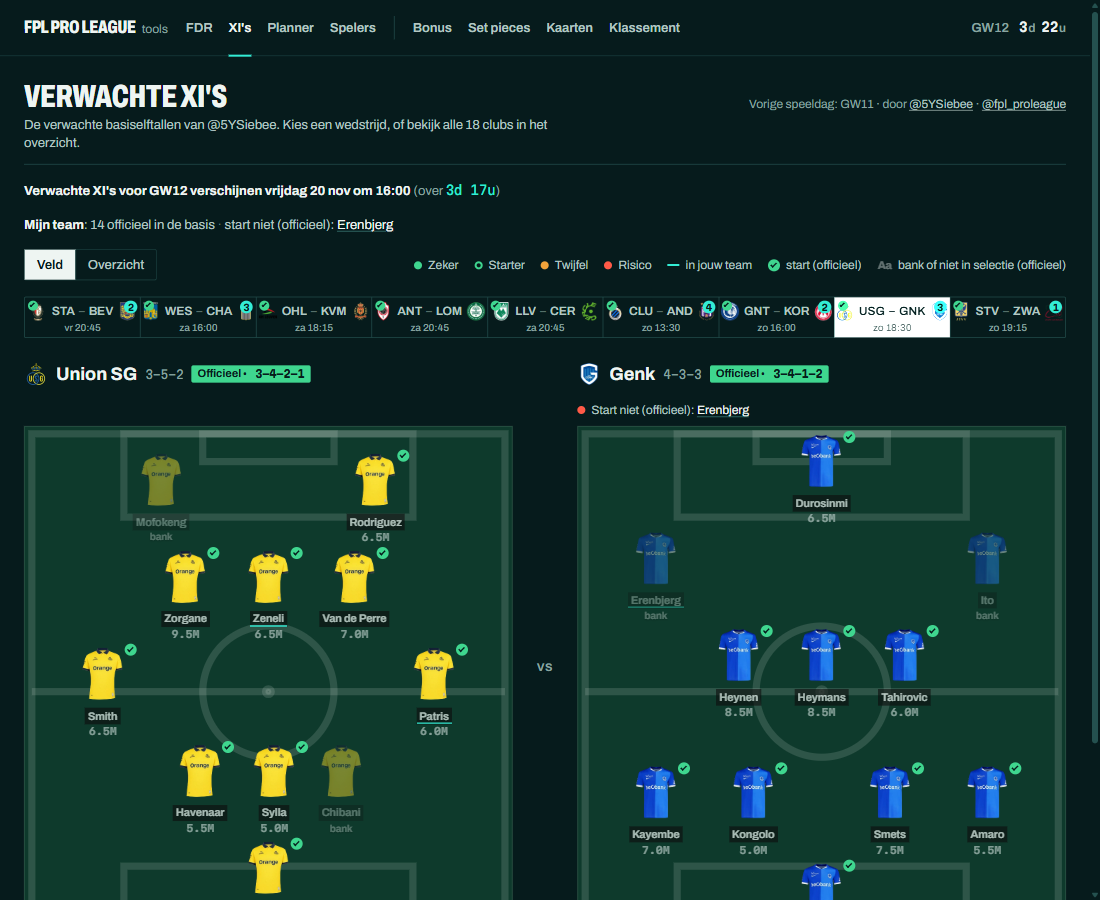 FPL PRO LEAGUE tools FDR XI's Planner Spelers Bonus Set pieces Kaarten Klassement GW12 3d 22u
VERWACHTE XI'S
Vorige speeldag: GW11 · door @5YSiebee · @fpl_proleague
De verwachte basiselftallen van @5YSiebee. Kies een wedstrijd, of bekijk alle 18 clubs in het
overzicht.
Verwachte XI's voor GW12 verschijnen vrijdag 20 nov om 16:00 (over 3d 17u)
Mijn team: 14 officieel in de basis · start niet (officieel): Erenbjerg
Veld Overzicht
Zeker Starter Twijfel Risico in jouw team start (officieel) Aa bank of niet in selectie (officieel)
STA – BEV 2
vr 20:45
WES – CHA 3
za 16:00
OHL – KVM
za 18:15
ANT – LOM
za 20:45
LLV – CER
za 20:45
CLU – AND 4
zo 13:30
GNT – KOR 2
zo 16:00
USG – GNK 3
zo 18:30
STV – ZWA 1
zo 19:15
Union SG 3-5-2 Officieel · 3-4-2-1
Genk 4-3-3 Officieel · 3-4-1-2
Start niet (officieel): Erenbjerg
Mofokeng
bank
Rodriguez
6.5M
Zorgane
9.5M
Zeneli
6.5M
Van de Perre
7.0M
Smith
6.5M
Patris
6.0M
Havenaar
5.5M
Sylla
5.0M
Chibani
bank
vs
Durosinmi
6.5M
Erenbjerg
bank
Ito
bank
Heynen
8.5M
Heymans
8.5M
Tahirovic
6.0M
Kayembe
7.0M
Kongolo
5.0M
Smets
7.5M
Amaro
5.5M